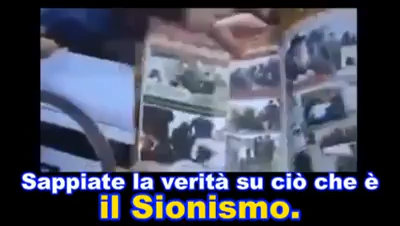 Sappiate la verità su ciò che è
il Sionismo.